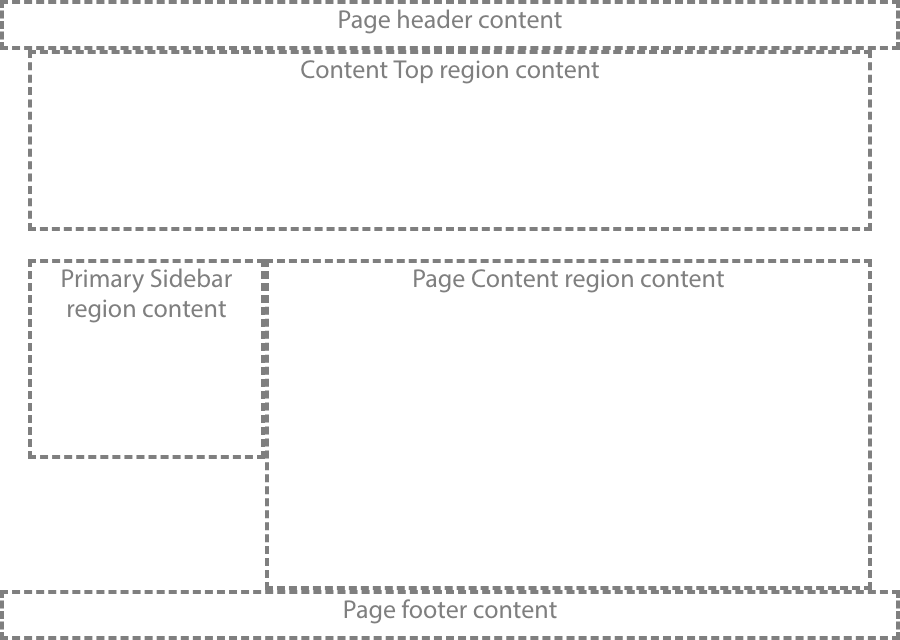 Page header content
Content Top region content
Primary Sidebar
region content
Page Content region content
Page footer content